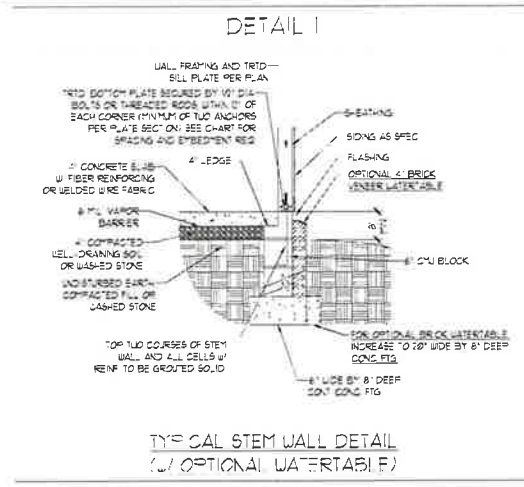 DETAIL 1
WALL FRAMING AND TRTD
SILL PLATE PER PLAN
TRTD BOTTOM PLATE SECURED BY 1/2" DIA
BOLTS OR THREADED RODS WITHIN 12" OF
EACH CORNER (MINIMUM OF TWO ANCHORS
PER PLATE SECTION) SEE CHART FOR
SPACING AND EMBEDMENT REQ
4" LEDGE
4" CONCRETE SLAB
W/ FIBER REINFORCING
OR WELDED WIRE FABRIC
6 MIL VAPOR
BARRIER
4" COMPACTED
WELL-DRAINING SOIL
OR WASHED STONE
UNDISTURBED EARTH
COMPACTED FILL OR
WASHED STONE
TOP TWO COURSES OF STEM
WALL AND ALL CELLS W/
REINF TO BE GROUTED SOLID
SHEATHING
SIDING AS SPEC
FLASHING
OPTIONAL 4" BRICK
VENEER WATERTABLE
CMU BLOCK
FOR OPTIONAL BRICK WATERTABLE
INCREASE TO 20" WIDE BY 8" DEEP
CONC FTG
WIDE BY 8" DEEP
CONT CONC FTG
TYPICAL STEM WALL DETAIL
(W/ OPTIONAL WATERTABLE)